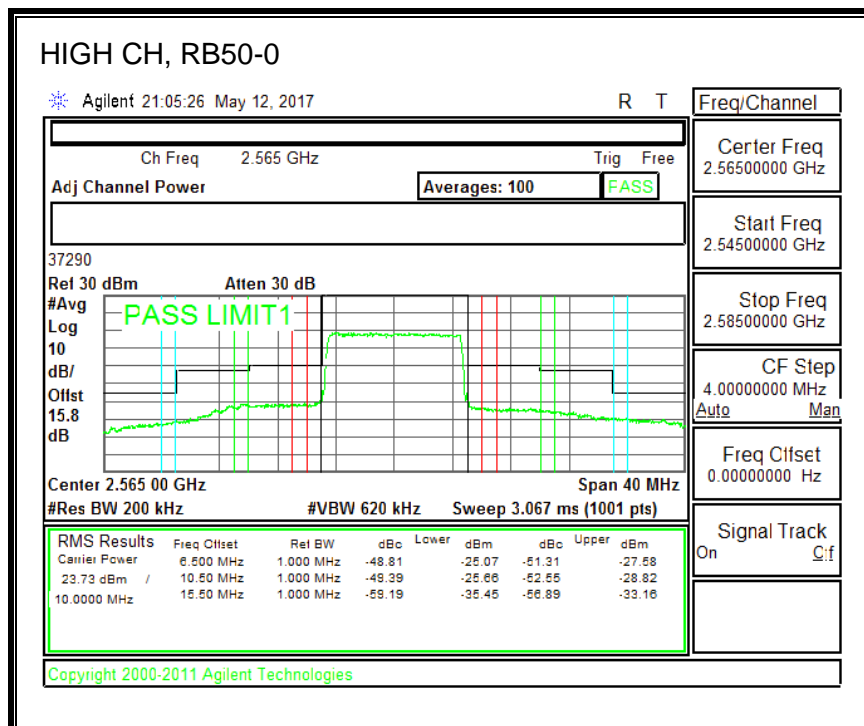 HIGH CH, RB50-0
Agilent 21:05:26 May 12, 2017 R T
Freq/Channel
Ch Freq 2.565 GHz Trig Free
Adj Channel Power Averages: 100 PASS
Center Freq
2.56500000 GHz
Start Freq
2.54500000 GHz
Stop Freq
2.58500000 GHz
CF Step
4.00000000 MHz
Auto Man
Freq Offset
0.00000000 Hz
Signal Track
On Off
37290
Ref 30 dBm Atten 30 dB
#Avg
Log
10
dB/
Offst
15.8
dB
PASS LIMIT1
Center 2.565 00 GHz Span 40 MHz
#Res BW 200 kHz #VBW 620 kHz Sweep 3.067 ms (1001 pts)
RMS Results Freq Offset Ref BW dBc Lower dBm dBc Upper dBm
Carrier Power 6.500 MHz 1.000 MHz -48.81 -25.07 -51.31 -27.58
23.73 dBm / 10.50 MHz 1.000 MHz -49.39 -25.66 -52.55 -28.82
10.0000 MHz 15.50 MHz 1.000 MHz -59.19 -35.45 -56.89 -33.16
Copyright 2000-2011 Agilent Technologies